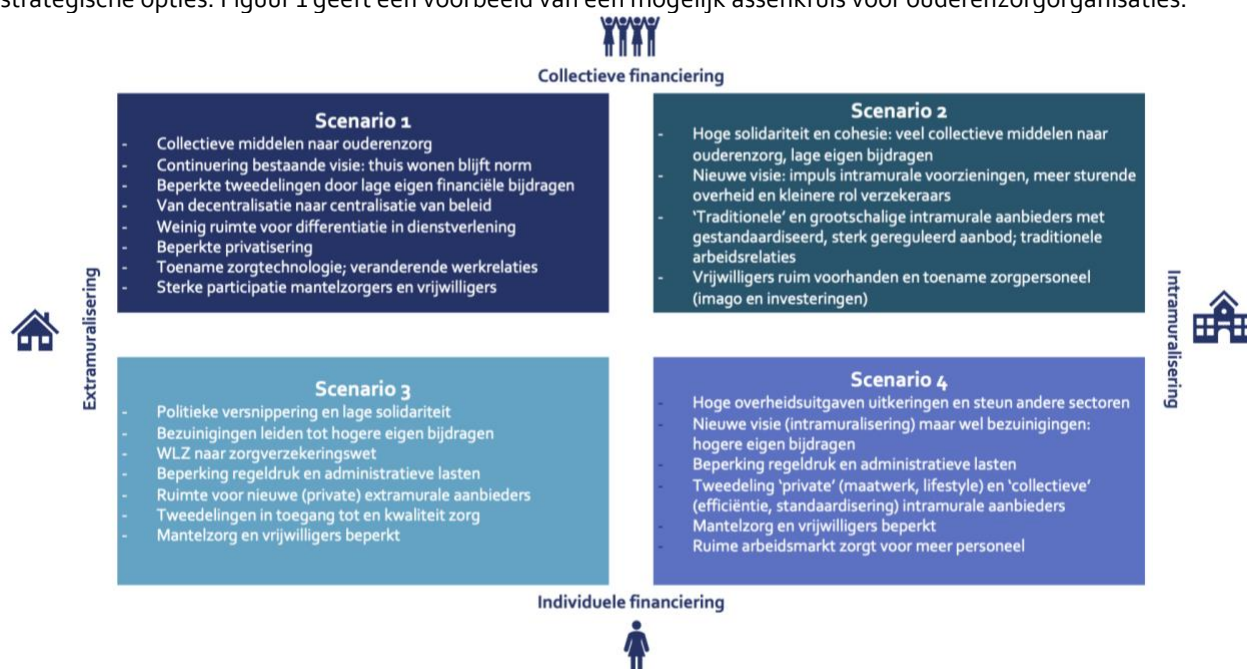 strategische opties. Figuur 1 geeft een voorbeeld van een mogelijk assenkruis voor ouderenzorgorganisaties.
Collectieve financiering
Extramuralisering
Scenario 1
- Collectieve middelen naar ouderenzorg
- Continuering bestaande visie: thuis wonen blijft norm
- Beperkte tweedelingen door lage eigen financiële bijdragen
- Van decentralisatie naar centralisatie van beleid
- Weinig ruimte voor differentiatie in dienstverlening
- Beperkte privatisering
- Toename zorgtechnologie; veranderende werkrelaties
- Sterke participatie mantelzorgers en vrijwilligers
Scenario 2
- Hoge solidariteit en cohesie: veel collectieve middelen naar
ouderenzorg, lage eigen bijdragen
- Nieuwe visie: impuls intramurale voorzieningen, meer sturende
overheid en kleinere rol verzekeraars
- ‘Traditionele’ en grootschalige intramurale aanbieders met
gestandaardiseerd, sterk gereguleerd aanbod; traditionele
arbeidsrelaties
- Vrijwilligers ruim voorhanden en toename zorgpersoneel
(imago en investeringen)
Intramuralisering
Scenario 3
- Politieke versnippering en lage solidariteit
- Bezuinigingen leiden tot hogere eigen bijdragen
- WLZ naar zorgverzekeringswet
- Beperking regeldruk en administratieve lasten
- Ruimte voor nieuwe (private) extramurale aanbieders
- Tweedelingen in toegang tot en kwaliteit zorg
- Mantelzorg en vrijwilligers beperkt
Scenario 4
- Hoge overheidsuitgaven uitkeringen en steun andere sectoren
- Nieuwe visie (intramuralisering) maar wel bezuinigingen:
hogere eigen bijdragen
- Beperking regeldruk en administratieve lasten
- Tweedeling ‘private’ (maatwerk, lifestyle) en ‘collectieve’
(efficiëntie, standaardisering) intramurale aanbieders
- Mantelzorg en vrijwilligers beperkt
- Ruime arbeidsmarkt zorgt voor meer personeel
Individuele financiering